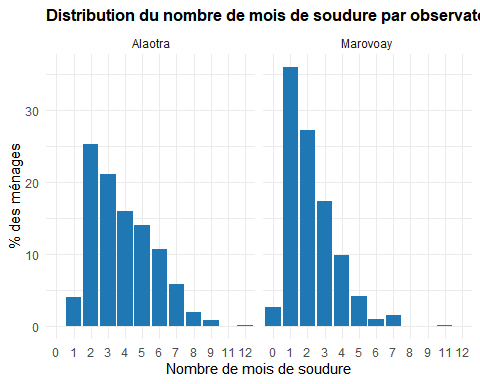 Distribution du nombre de mois de soudure par observato
Alaotra Marovoay
% des ménages
30
20
10
0
0 1 2 3 4 5 6 7 8 9 11 12 0 1 2 3 4 5 6 7 8 9 11 12
Nombre de mois de soudure